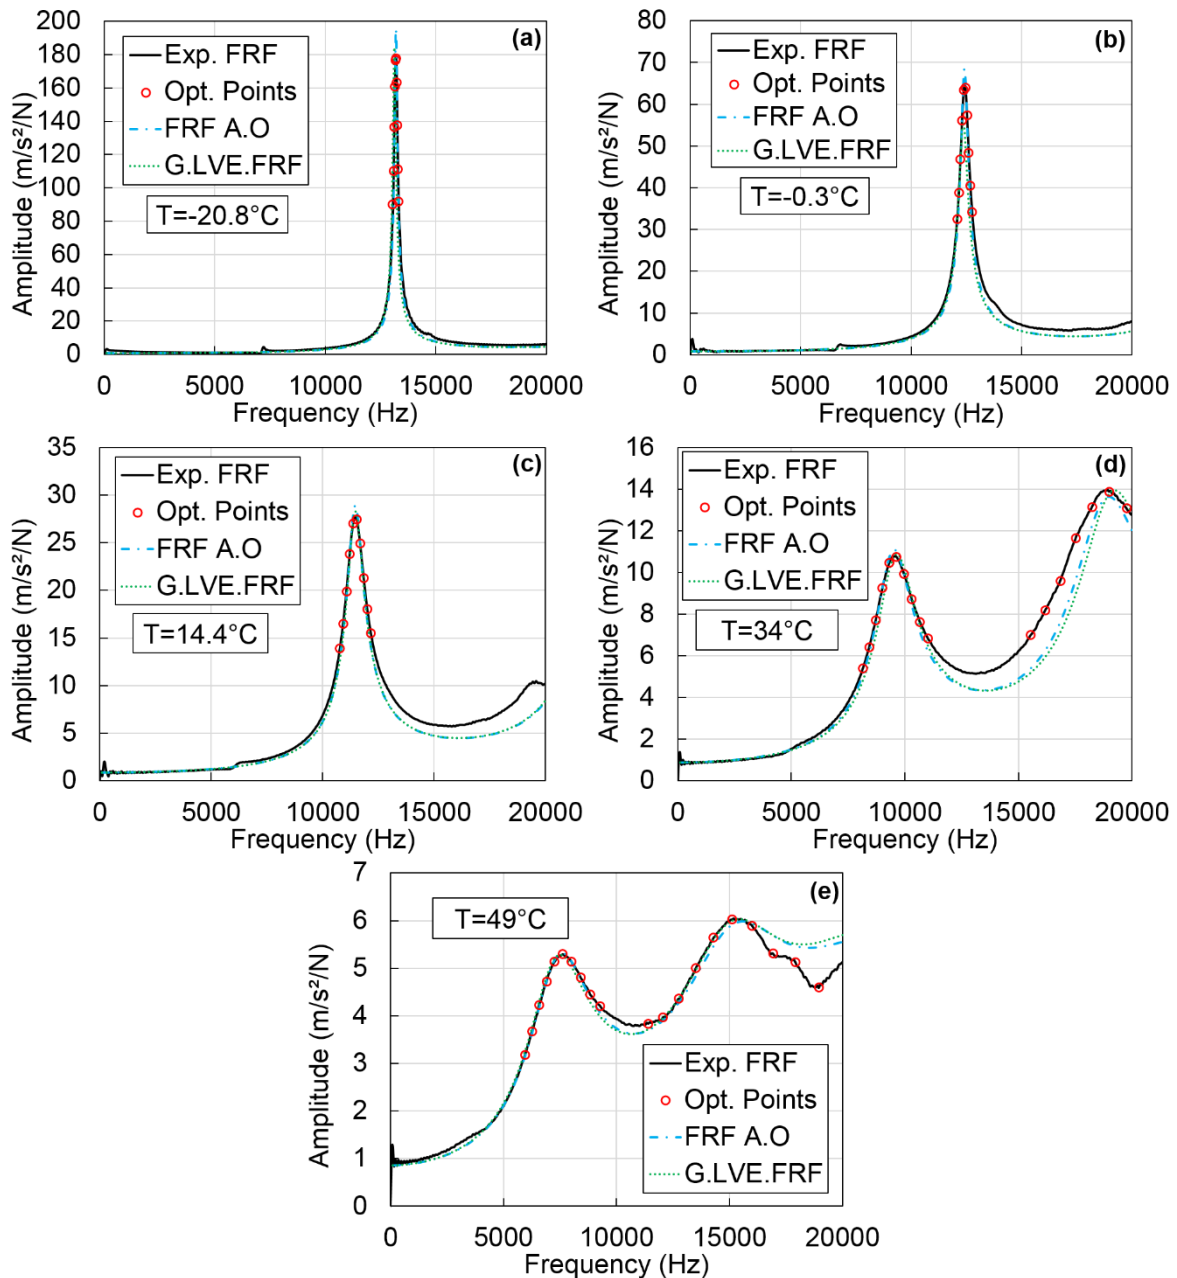 (a)
Amplitude (m/s²/N)
200
180
160
140
120
100
80
60
40
20
0
Exp. FRF
Opt. Points
FRF A.O
G.LVE.FRF
T=-20.8°C
0 5000 10000 15000 20000
Frequency (Hz)
(b)
Amplitude (m/s²/N)
80
70
60
50
40
30
20
10
0
Exp. FRF
Opt. Points
FRF A.O
G.LVE.FRF
T=-0.3°C
0 5000 10000 15000 20000
Frequency (Hz)
(c)
Amplitude (m/s²/N)
35
30
25
20
15
10
5
0
Exp. FRF
Opt. Points
FRF A.O
G.LVE.FRF
T=14.4°C
0 5000 10000 15000 20000
Frequency (Hz)
(d)
Amplitude (m/s²/N)
16
14
12
10
8
6
4
2
0
Exp. FRF
Opt. Points
FRF A.O
G.LVE.FRF
T=34°C
0 5000 10000 15000 20000
Frequency (Hz)
(e)
Amplitude (m/s²/N)
7
6
5
4
3
2
1
0
T=49°C
Exp. FRF
Opt. Points
FRF A.O
G.LVE.FRF
0 5000 10000 15000 20000
Frequency (Hz)